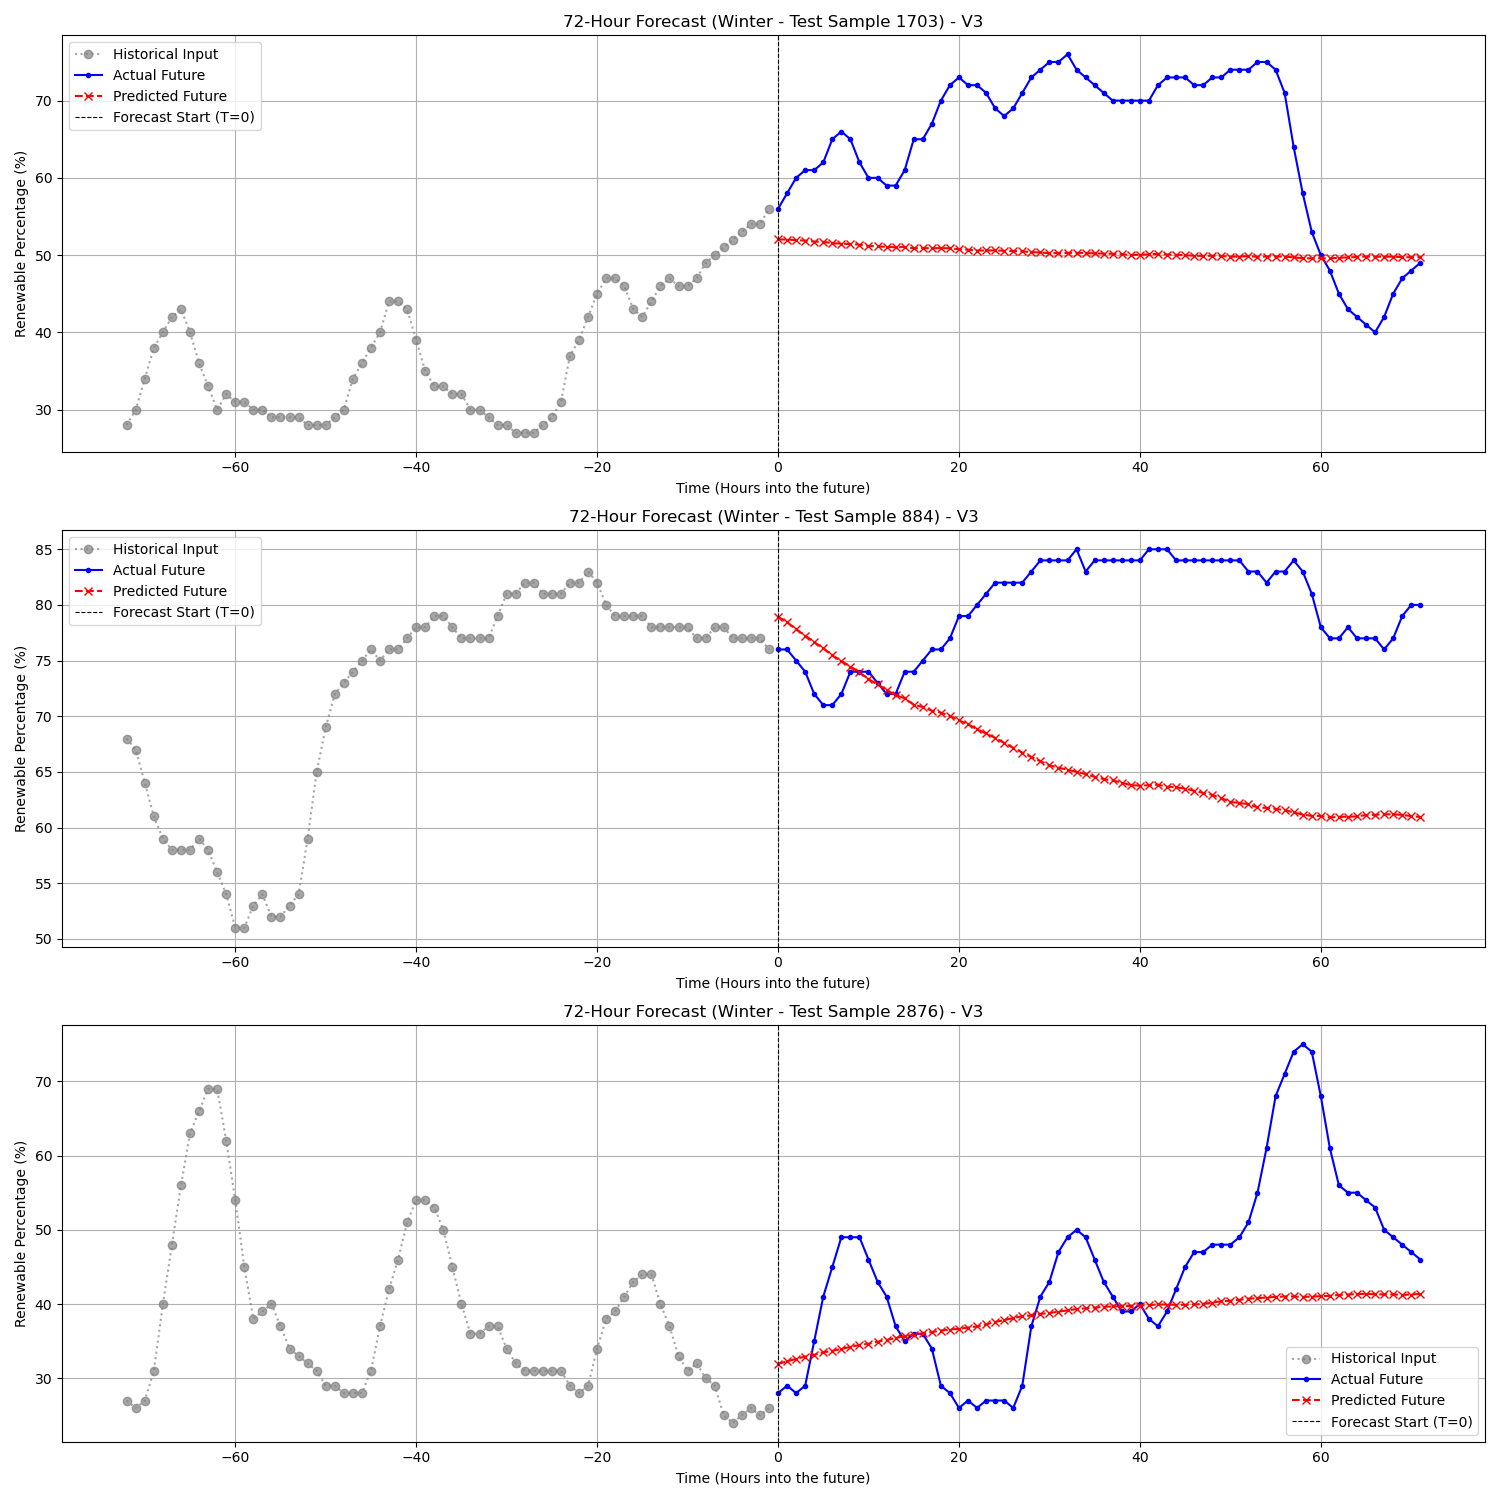 72-Hour Forecast (Winter - Test Sample 1703) - V3
Historical Input
Actual Future
Predicted Future
Forecast Start (T=0)
Renewable Percentage (%)
70
60
50
40
30
−60 −40 −20 0 20 40 60
Time (Hours into the future)
72-Hour Forecast (Winter - Test Sample 884) - V3
Historical Input
Actual Future
Predicted Future
Forecast Start (T=0)
Renewable Percentage (%)
85
80
75
70
65
60
55
50
−60 −40 −20 0 20 40 60
Time (Hours into the future)
72-Hour Forecast (Winter - Test Sample 2876) - V3
Renewable Percentage (%)
70
60
50
40
30
Historical Input
Actual Future
Predicted Future
Forecast Start (T=0)
−60 −40 −20 0 20 40 60
Time (Hours into the future)